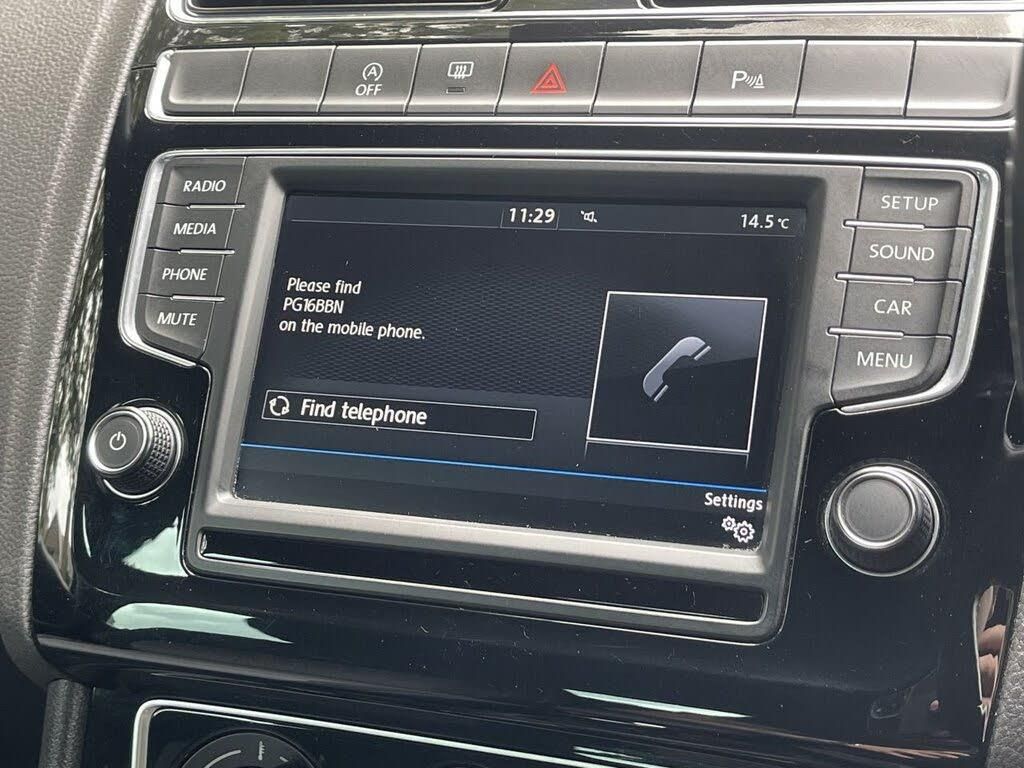 A
OFF
P
RADIO
MEDIA
PHONE
MUTE
11:29
14.5°C
Please find
PG16BBN
on the mobile phone.
Find telephone
Settings
SETUP
SOUND
CAR
MENU